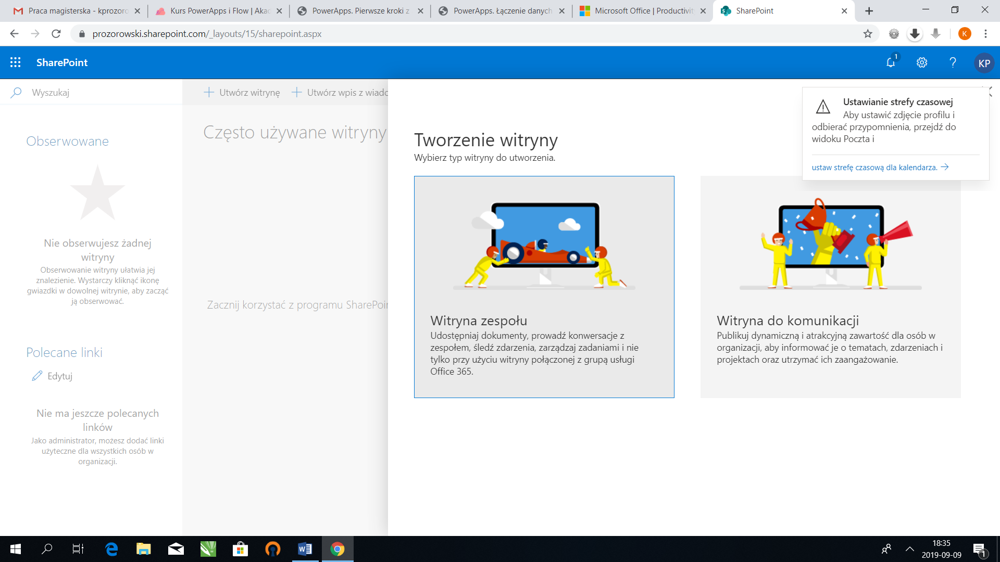 Praca magisterska - kprozoro
Kurs PowerApps i Flow | Akad
PowerApps. Pierwsze kroki z
PowerApps. Łączenie danych
Microsoft Office | Productivity
SharePoint
prozorowski.sharepoint.com/_layouts/15/sharepoint.aspx
K
SharePoint
1
?
KP
Wyszukaj
Utwórz witrynę
Utwórz wpis z wiado
Obserwowane
Nie obserwujesz żadnej
witryny
Obserwowanie witryny ułatwia jej
znalezienie. Wystarczy kliknąć ikonę
gwiazdki w dowolnej witrynie, aby zacząć
ją obserwować.
Polecane linki
Edytuj
Nie ma jeszcze polecanych
linków
Jako administrator, możesz dodać linki
użyteczne dla wszystkich osób w
organizacji.
Często używane witryny
Zacznij korzystać z programu SharePoin
Tworzenie witryny
Wybierz typ witryny do utworzenia.
Witryna zespołu
Udostępniaj dokumenty, prowadź konwersacje z
zespołem, śledź zdarzenia, zarządzaj zadaniami i nie
tylko przy użyciu witryny połączonej z grupą usługi
Office 365.
Witryna do komunikacji
Publikuj dynamiczną i atrakcyjną zawartość dla osób w
organizacji, aby informować je o tematach, zdarzeniach i
projektach oraz utrzymać ich zaangażowanie.
Ustawianie strefy czasowej
Aby ustawić zdjęcie profilu i
odbierać przypomnienia, przejdź do
widoku Poczta i
ustaw strefę czasową dla kalendarza.
18:35
2019-09-09
1